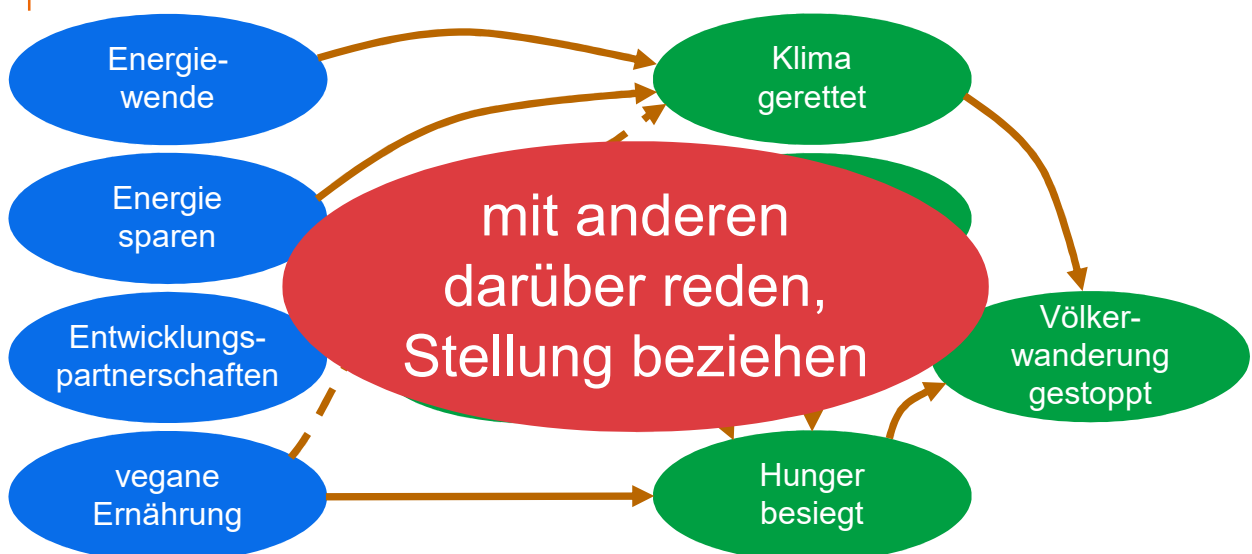 Energie-
wende
Klima
gerettet
Energie
sparen
mit anderen
darüber reden,
Stellung beziehen
Entwicklungs-
partnerschaften
Völker-
wanderung
gestoppt
vegane
Ernährung
Hunger
besiegt